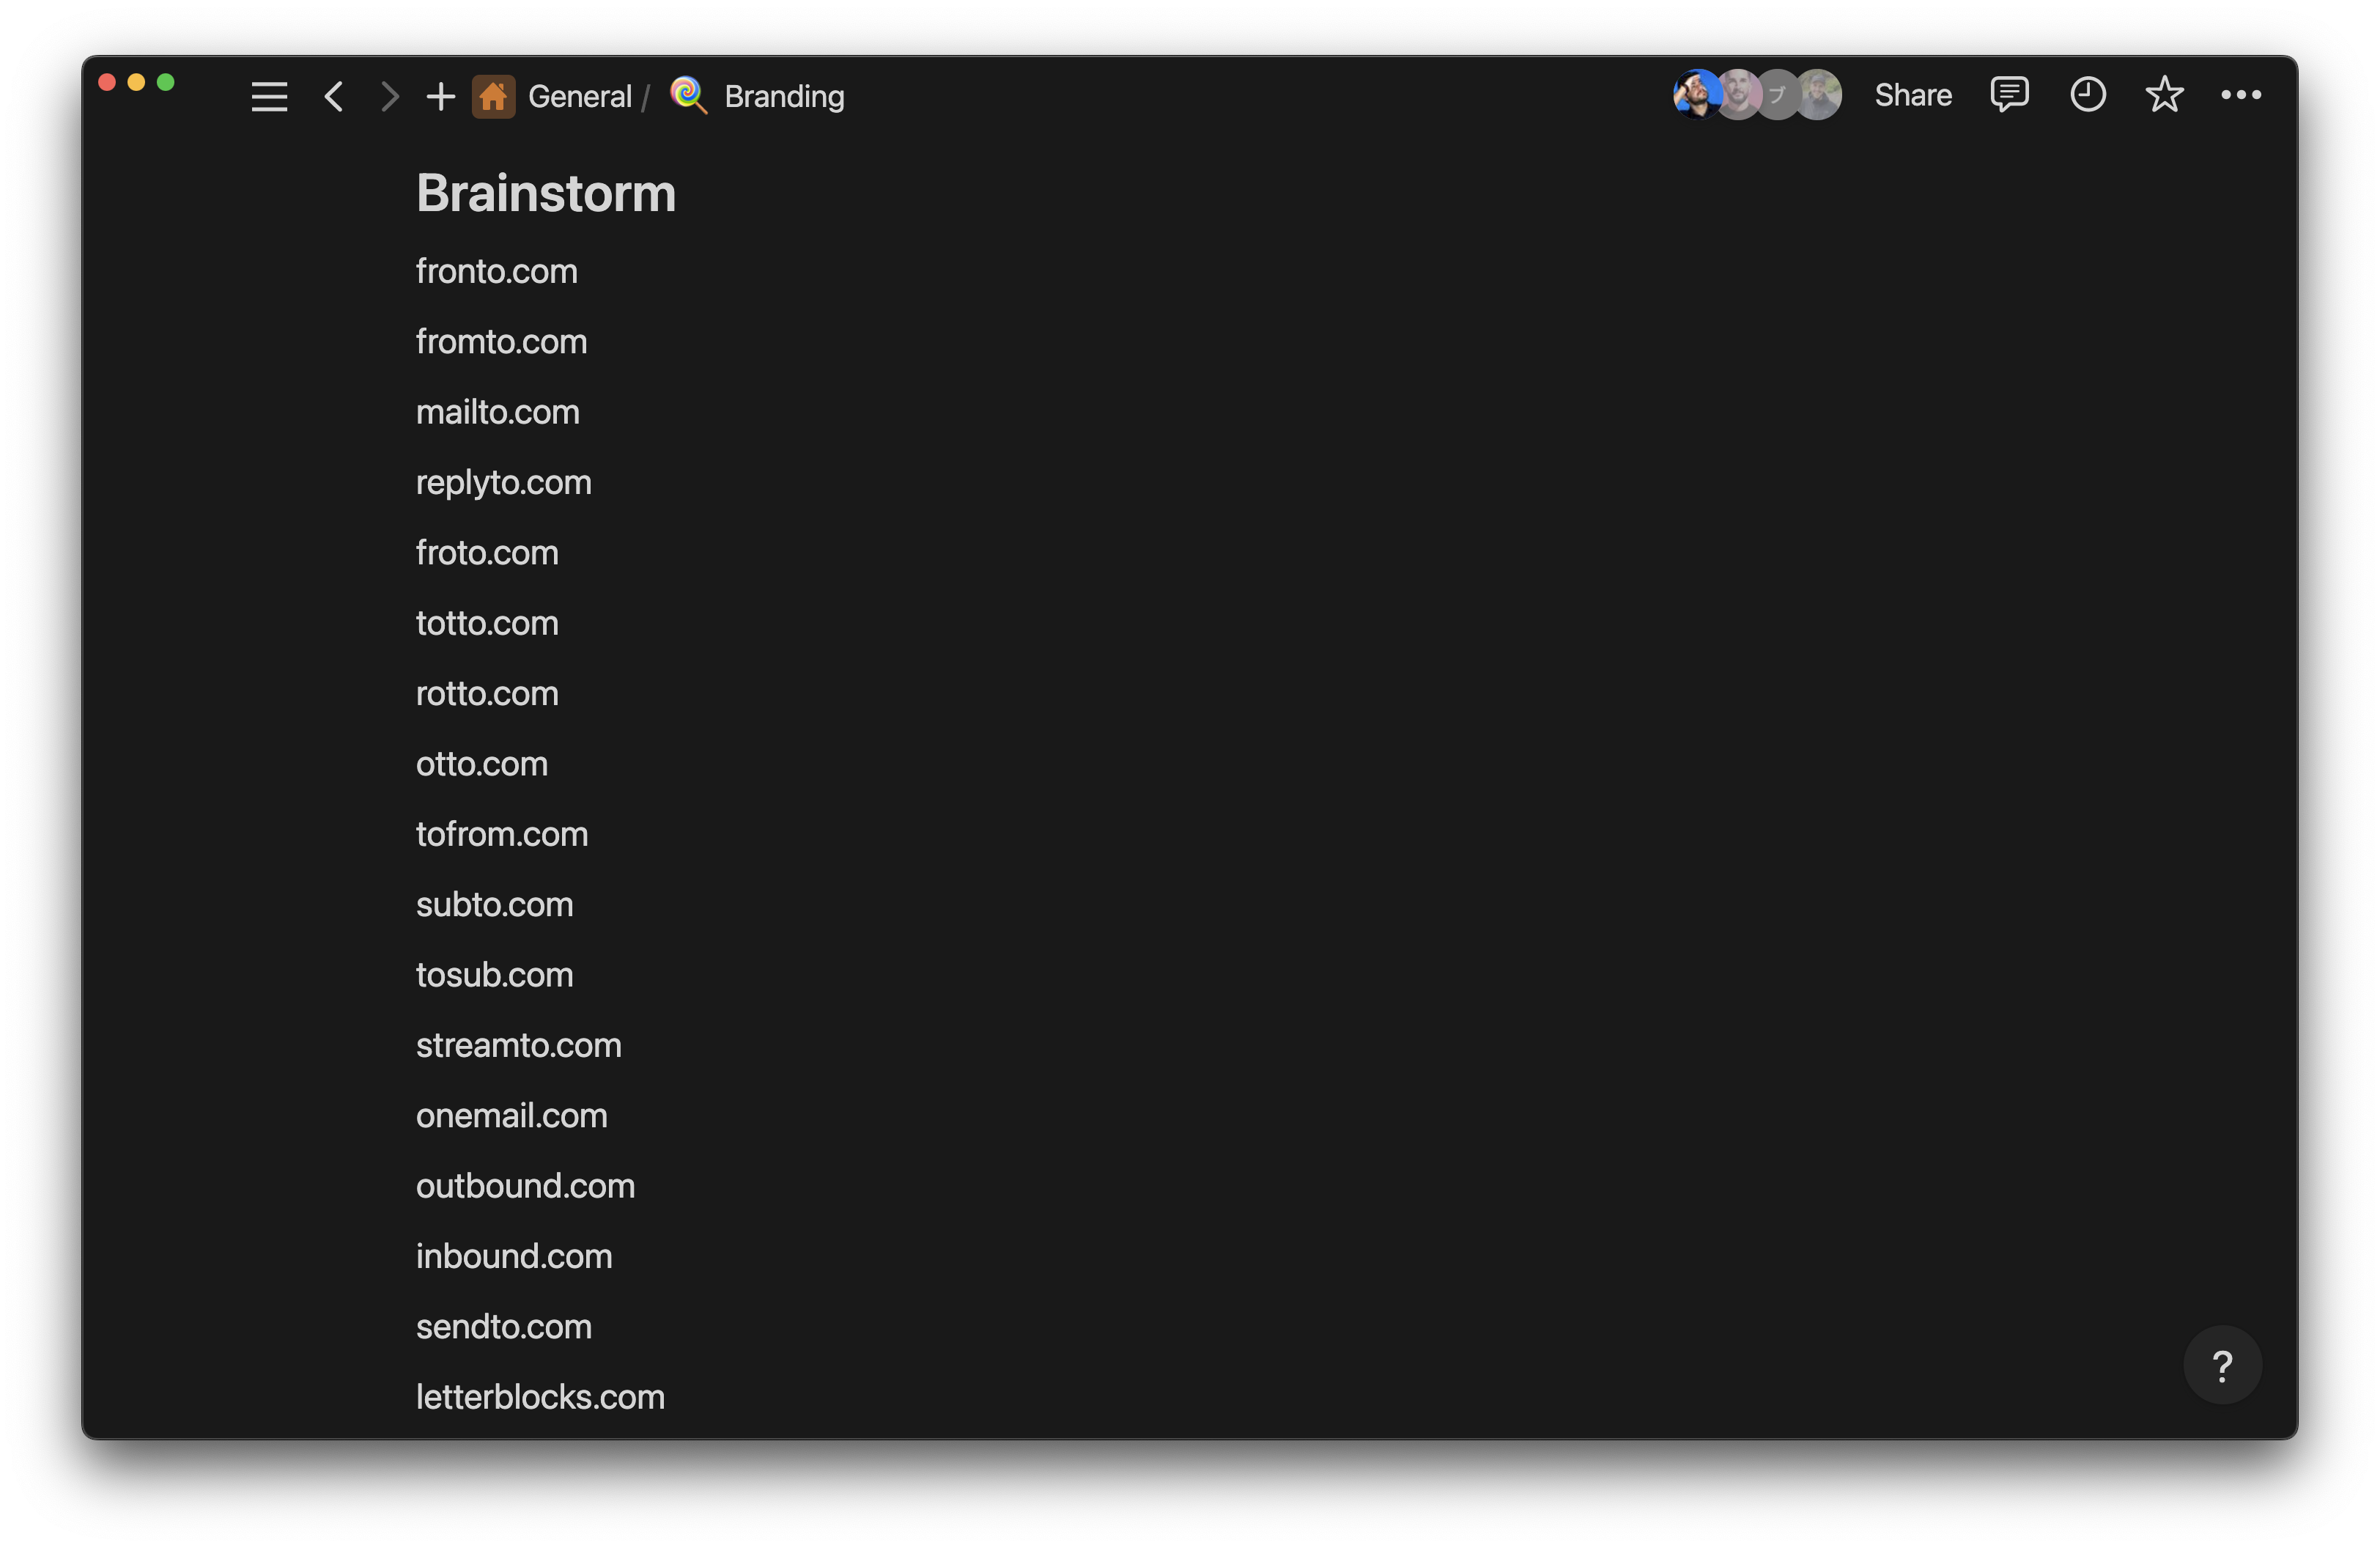 General / Branding
ブ
Share
Brainstorm
fronto.com
fromto.com
mailto.com
replyto.com
froto.com
totto.com
rotto.com
otto.com
tofrom.com
subto.com
tosub.com
streamto.com
onemail.com
outbound.com
inbound.com
sendto.com
letterblocks.com
?